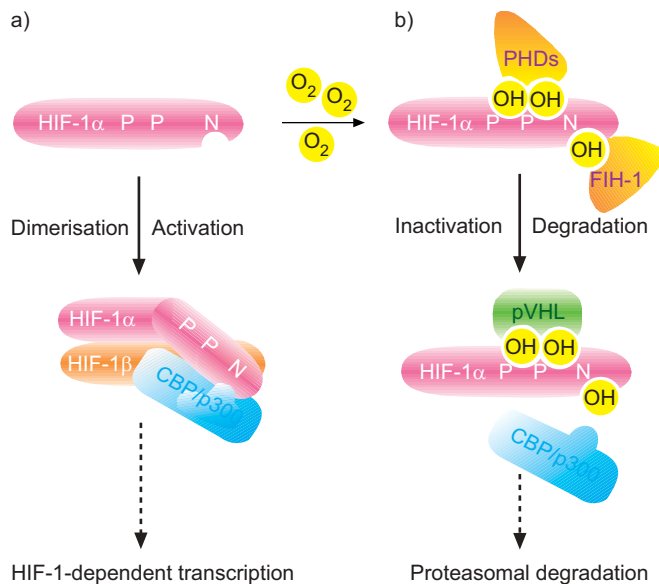 a)
HIF-1α P P N
Dimerisation Activation
HIF-1α
P P N
HIF-1β
CBP/p300
HIF-1-dependent transcription
O2
O2
O2
b)
PHDs
OH OH
HIF-1α P P N
OH
FIH-1
Inactivation Degradation
pVHL
OH OH
HIF-1α P P N
OH
CBP/p300
Proteasomal degradation